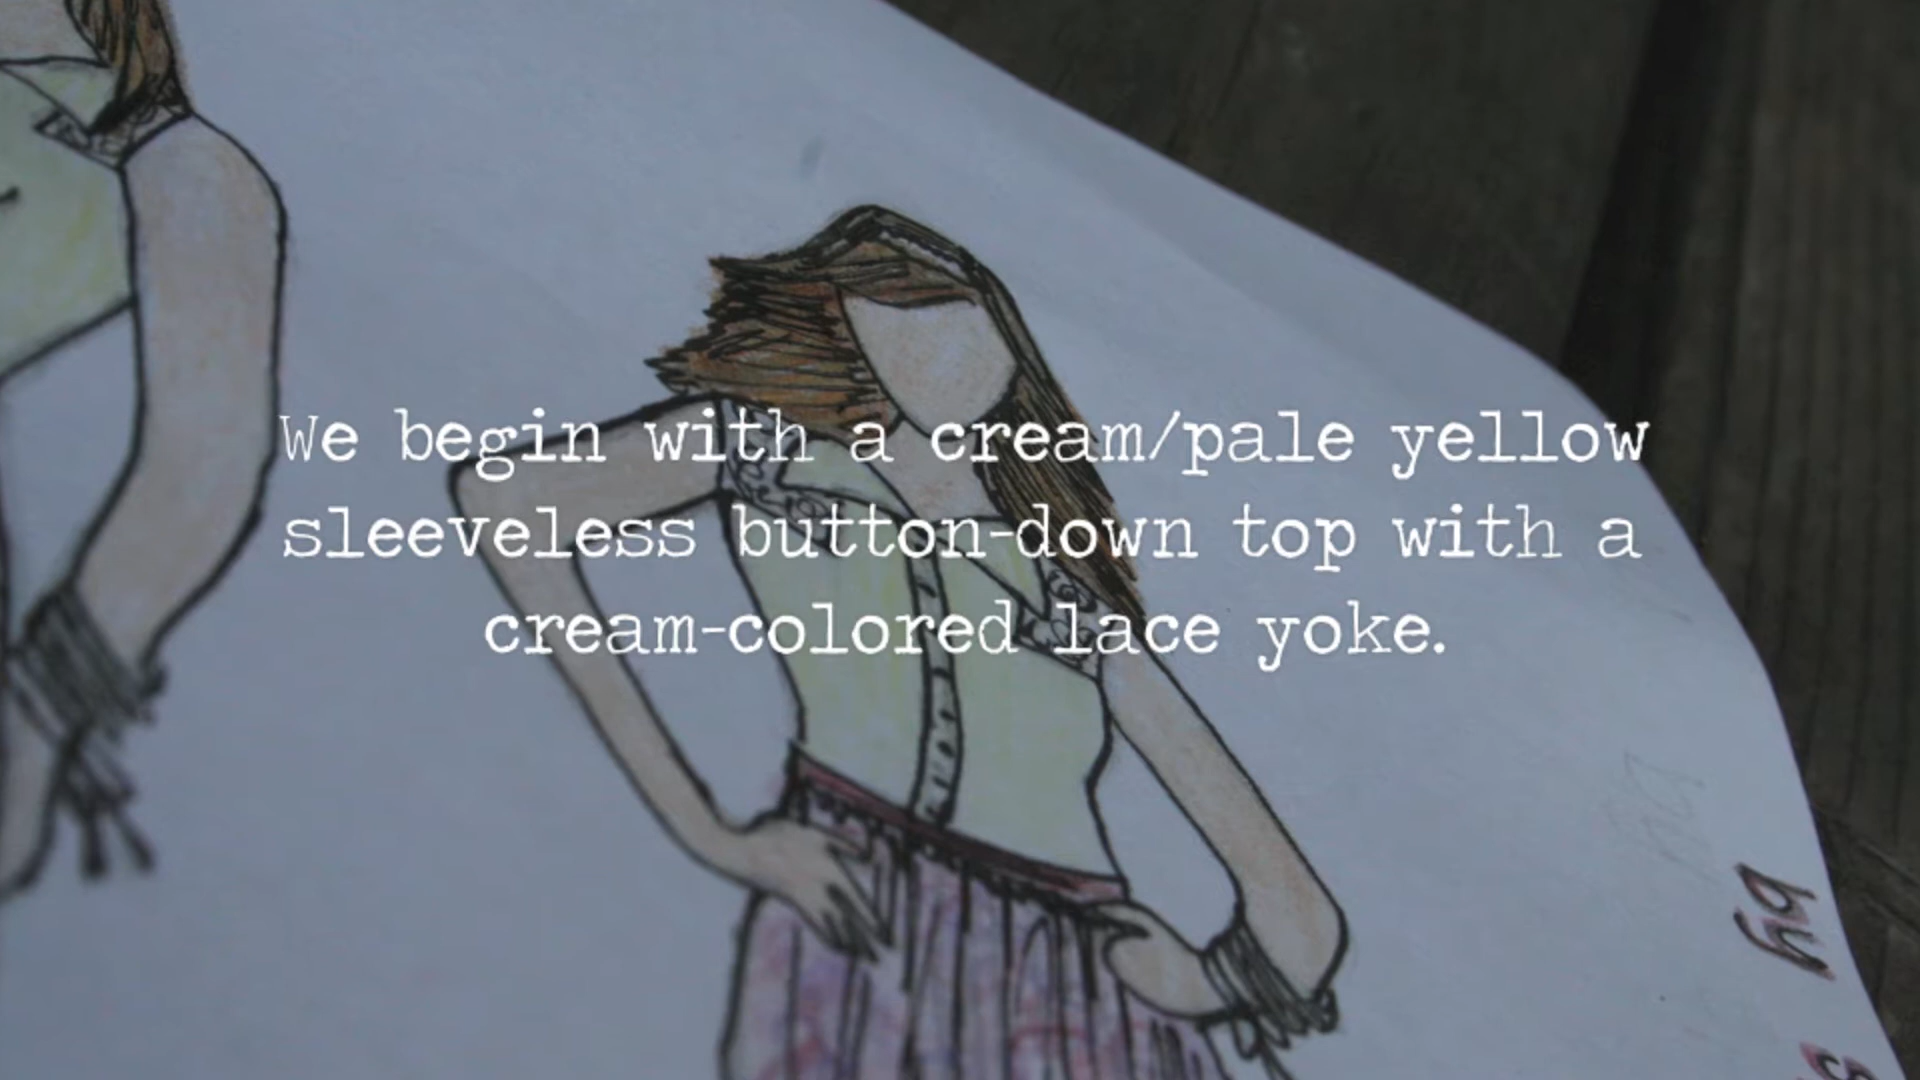 We begin with a cream/pale yellow
sleeveless button-down top with a
cream-colored lace yoke.
by